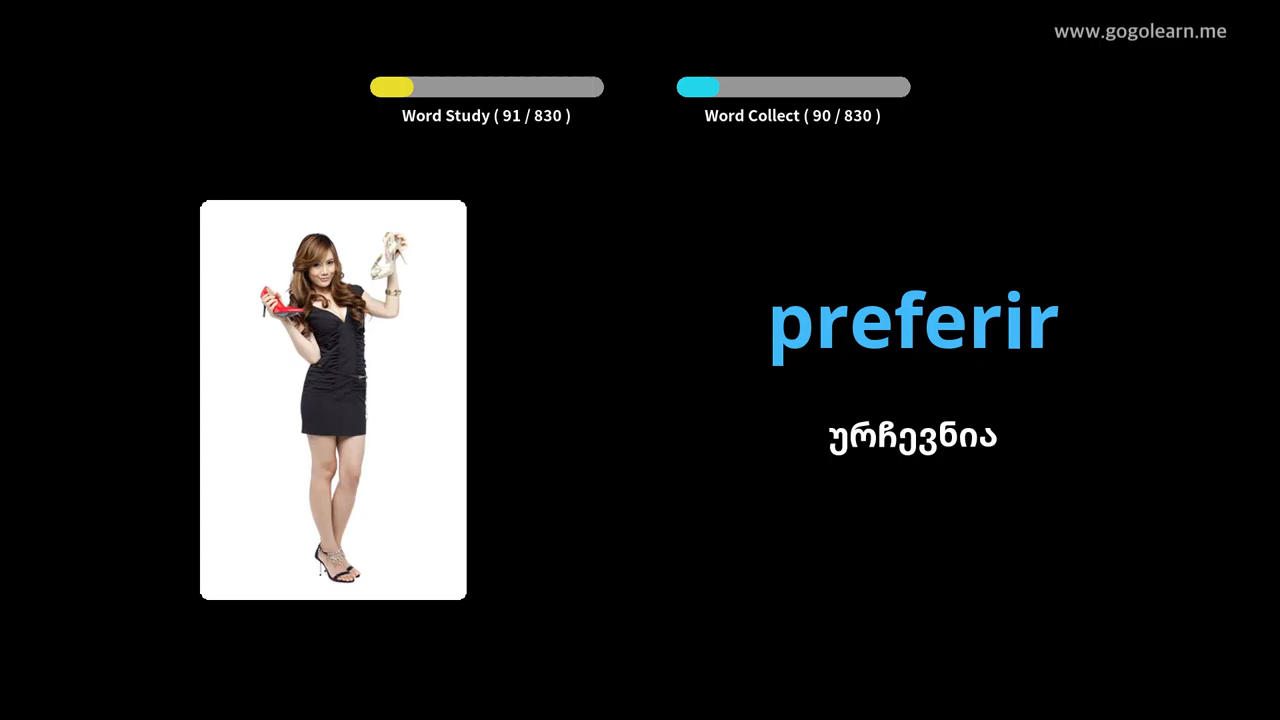 www.gogolearn.me
Word Study ( 91 / 830 )
Word Collect ( 90 / 830 )
preferir
ურჩევნია